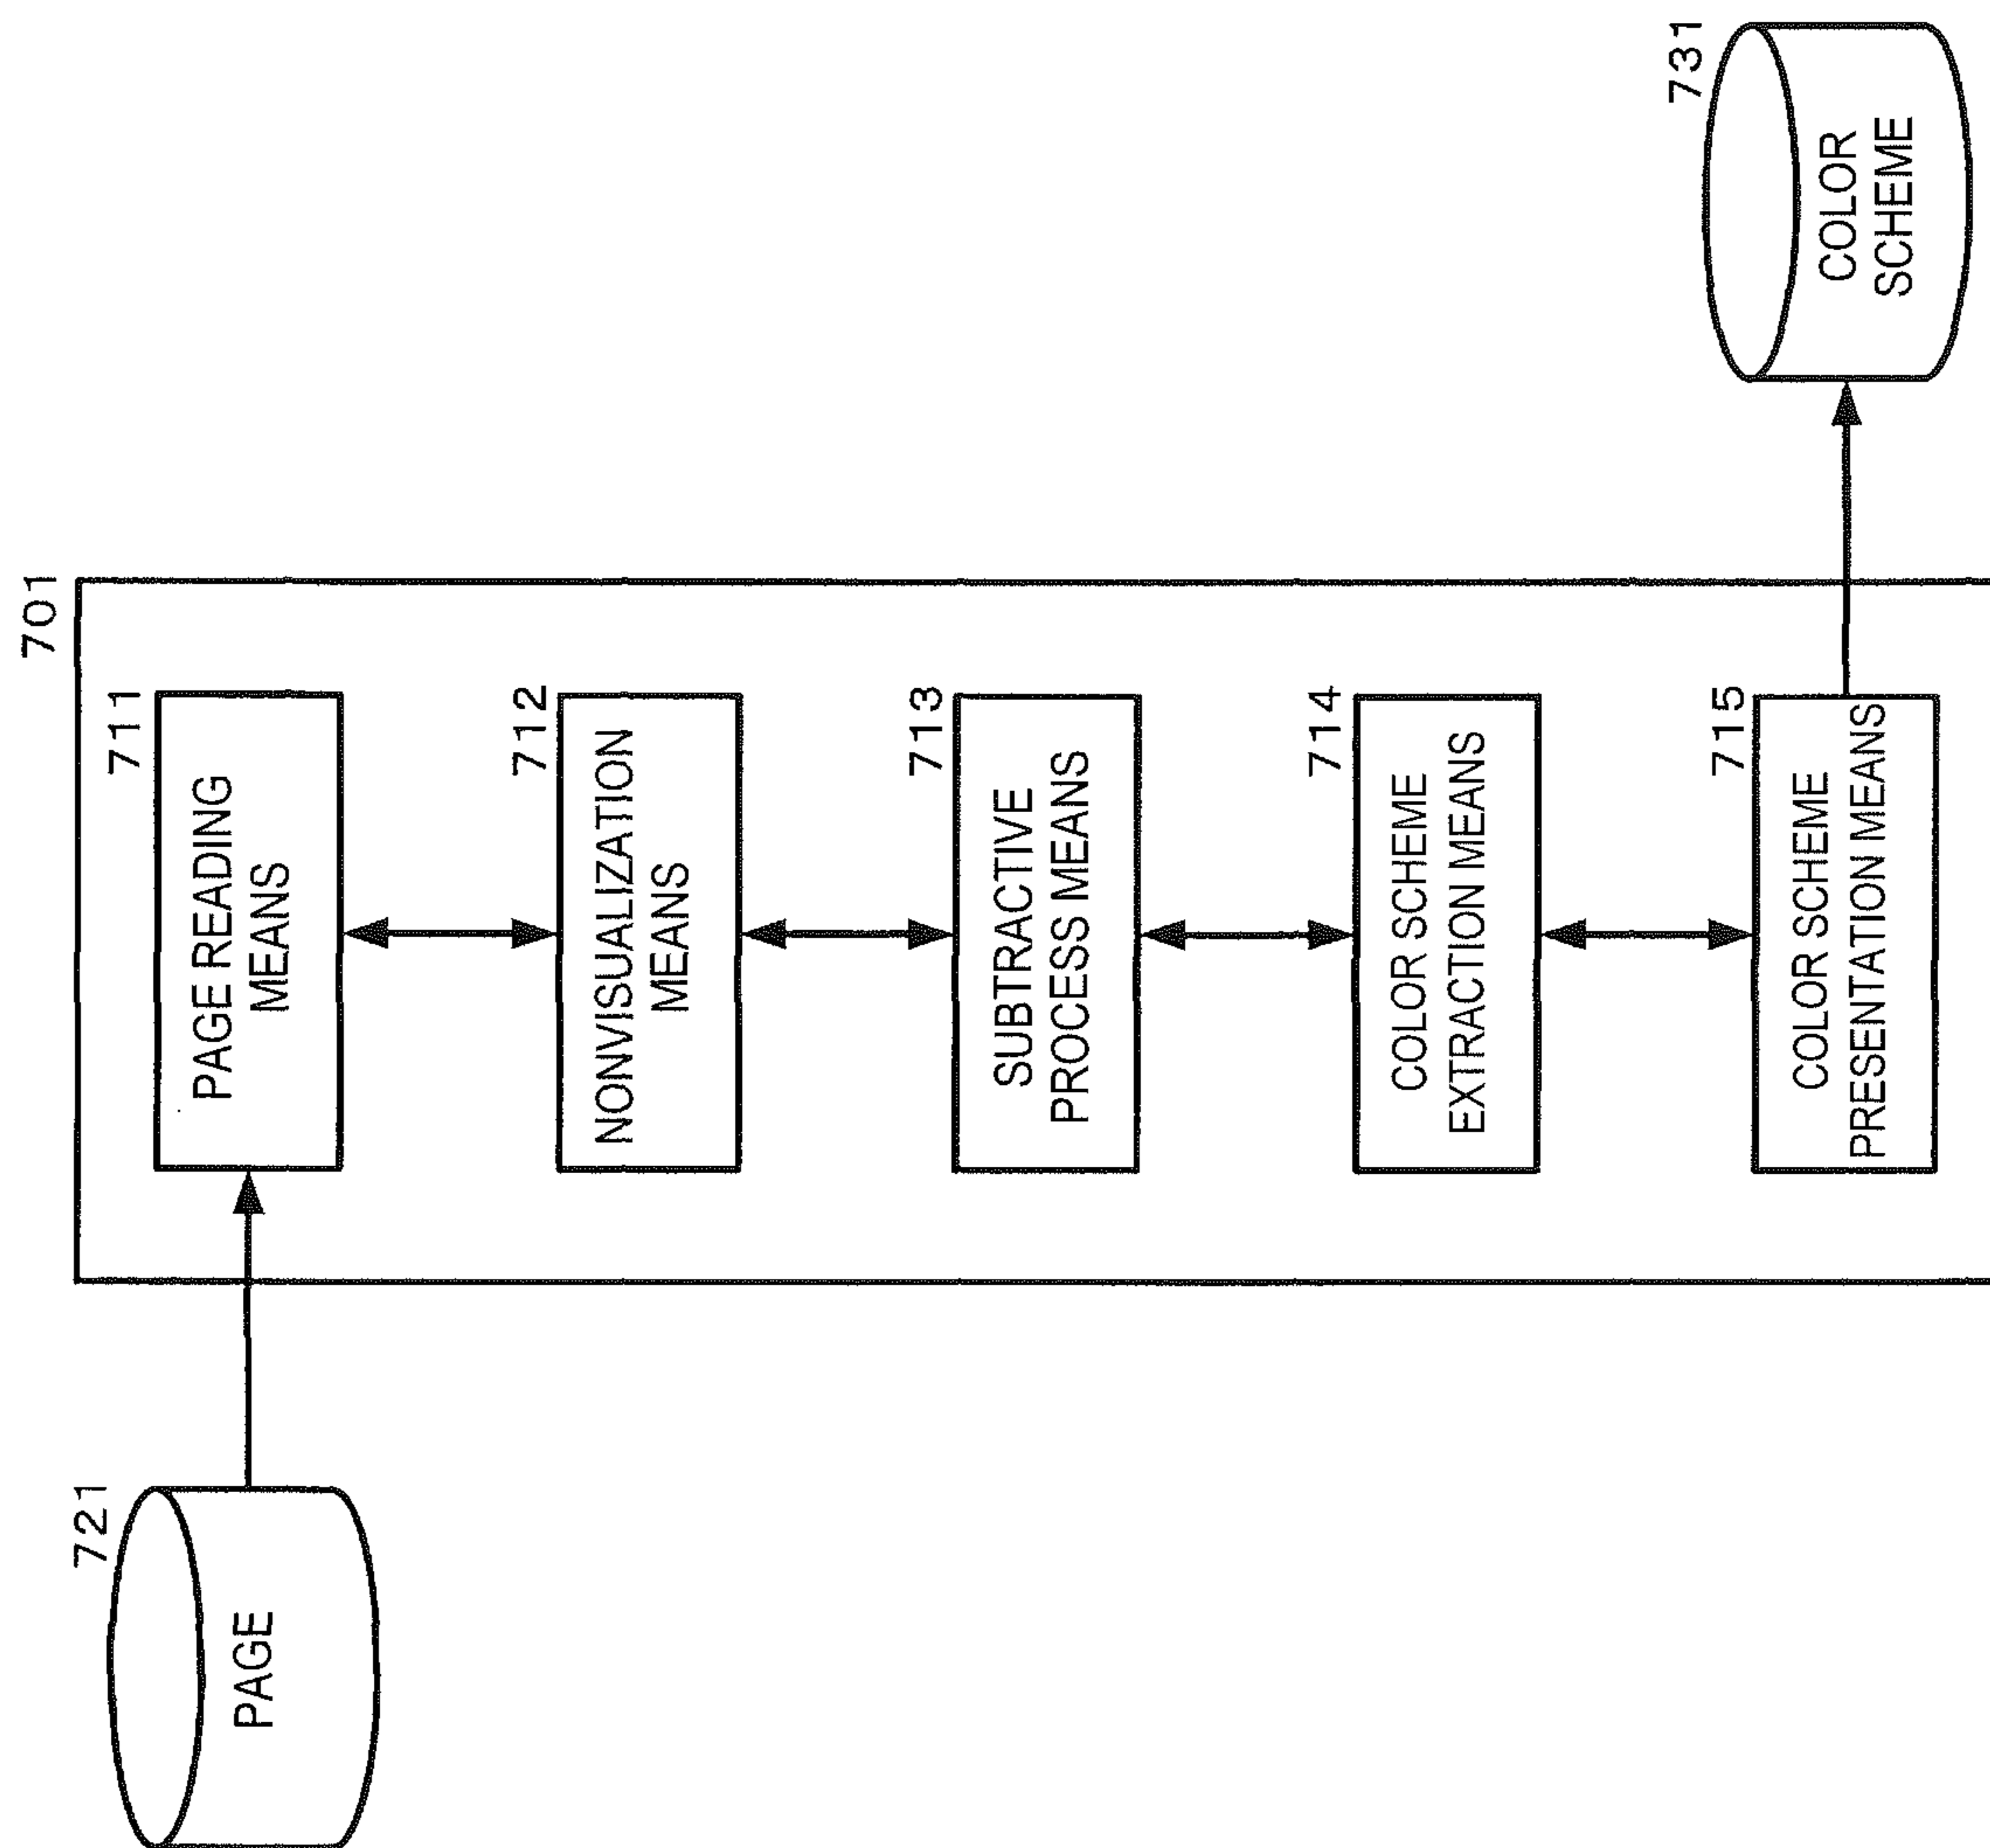 701
721
PAGE
711
PAGE READING
MEANS
712
NONVISUALIZATION
MEANS
713
SUBTRACTIVE
PROCESS MEANS
714
COLOR SCHEME
EXTRACTION MEANS
715
COLOR SCHEME
PRESENTATION MEANS
731
COLOR
SCHEME